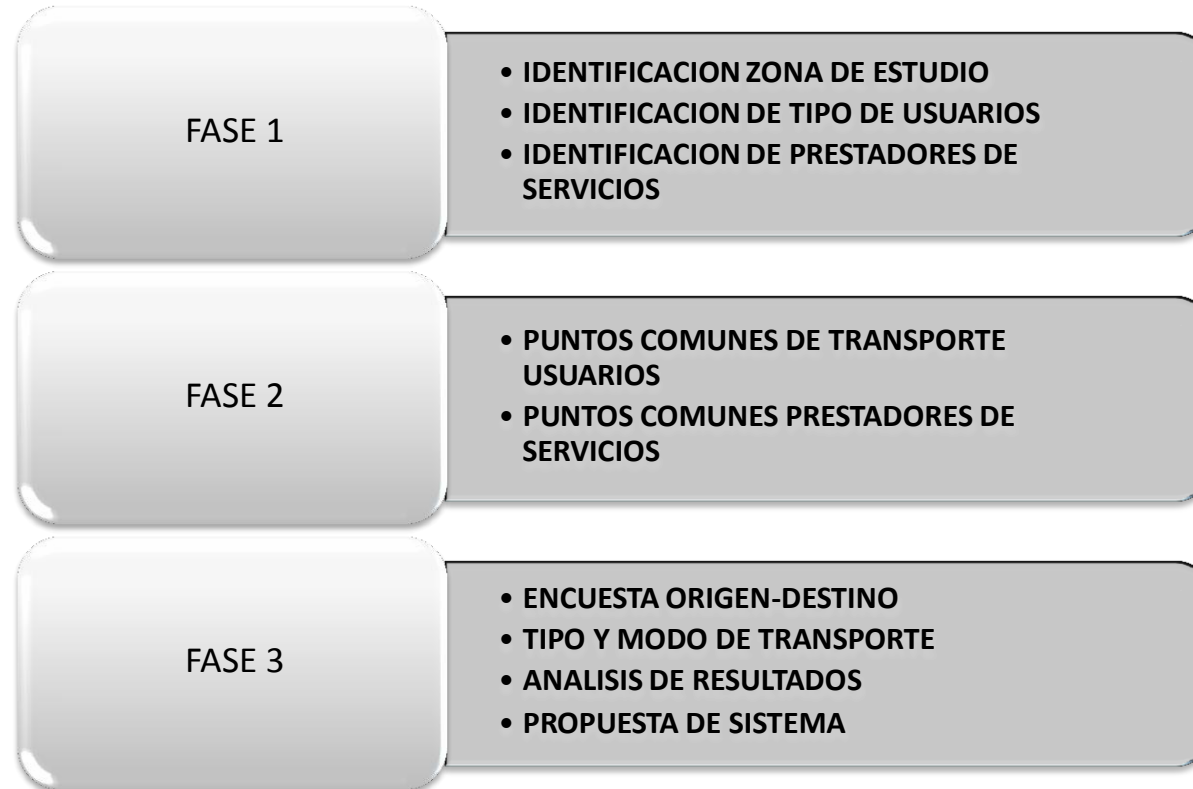 FASE 1
• IDENTIFICACION ZONA DE ESTUDIO
• IDENTIFICACION DE TIPO DE USUARIOS
• IDENTIFICACION DE PRESTADORES DE
SERVICIOS
FASE 2
• PUNTOS COMUNES DE TRANSPORTE
USUARIOS
• PUNTOS COMUNES PRESTADORES DE
SERVICIOS
FASE 3
• ENCUESTA ORIGEN-DESTINO
• TIPO Y MODO DE TRANSPORTE
• ANALISIS DE RESULTADOS
• PROPUESTA DE SISTEMA